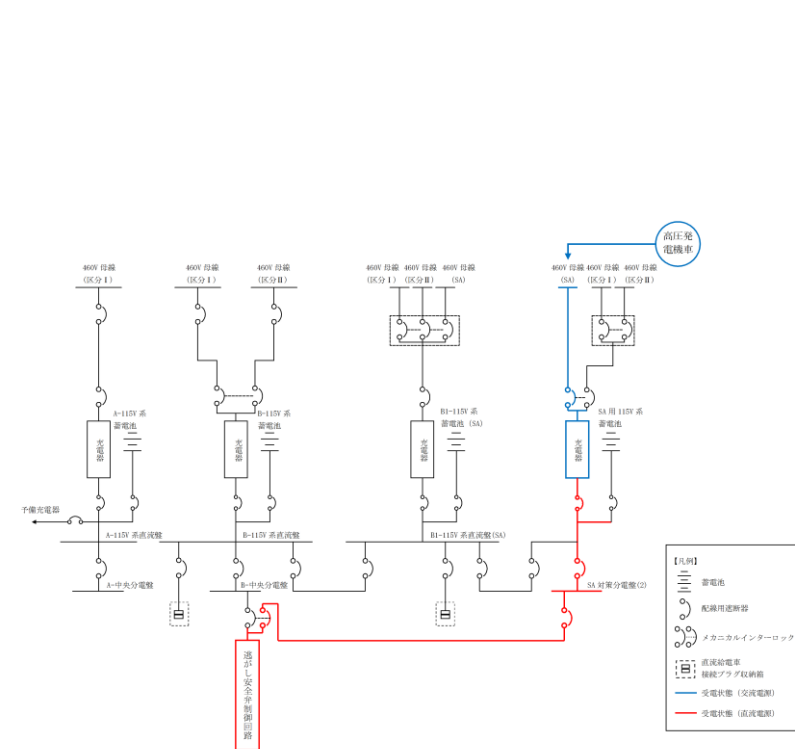 高圧発
電機車
460V 母線
(区分Ⅰ)
460V 母線
(区分Ⅰ)
460V 母線
(区分Ⅱ)
460V 母線
(区分Ⅰ)
460V 母線
(区分Ⅱ)
460V 母線
(SA)
460V 母線
(SA)
460V 母線
(区分Ⅰ)
460V 母線
(区分Ⅱ)
A-115V 系
蓄電池
充電器
B-115V 系
蓄電池
充電器
B1-115V 系
蓄電池 (SA)
充電器
SA 用 115V 系
蓄電池
充電器
予備充電器
A-115V 系直流盤
B-115V 系直流盤
B1-115V 系直流盤(SA)
A-中央分電盤
B-中央分電盤
SA 対策分電盤(2)
逃がし安全弁制御回路
【凡例】
蓄電池
配線用遮断器
メカニカルインターロック
直流給電車
接続プラグ収納箱
受電状態（交流電源）
受電状態（直流電源）